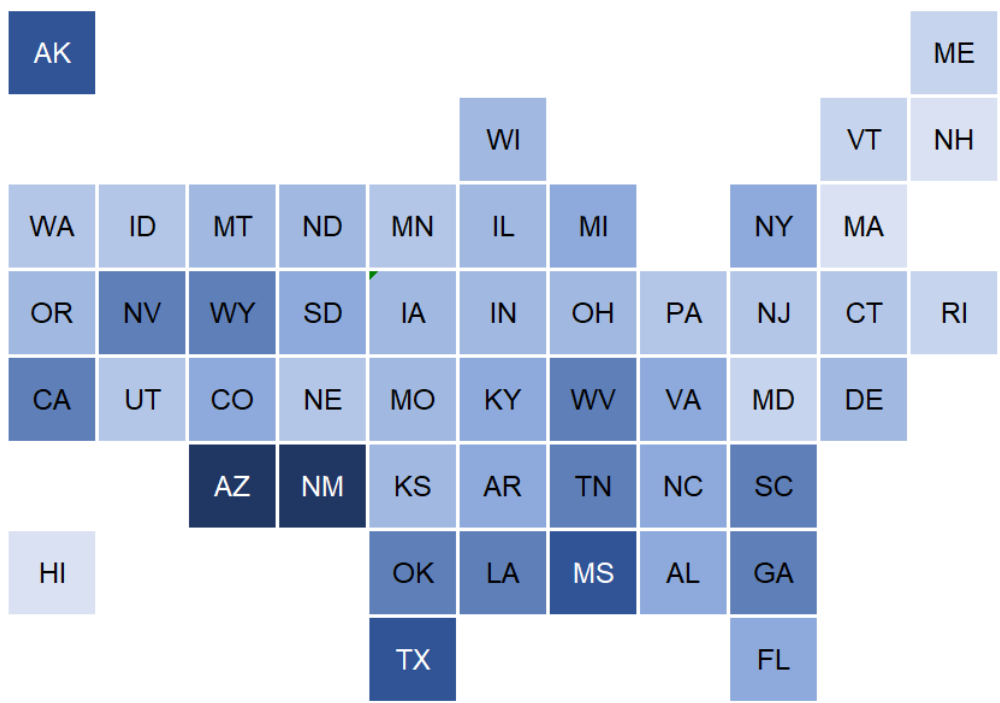 AK ME
WI VT NH
WA ID MT ND MN IL MI NY MA
OR NV WY SD IA IN OH PA NJ CT RI
CA UT CO NE MO KY WV VA MD DE
AZ NM KS AR TN NC SC
HI OK LA MS AL GA
TX FL